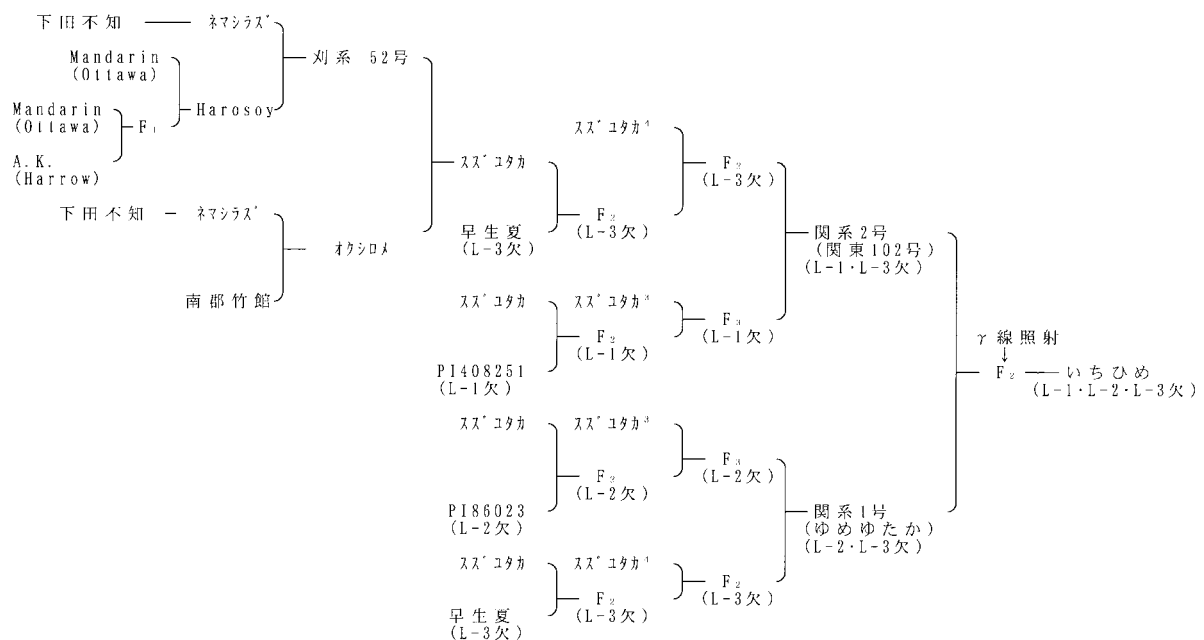 下田不知 ネマシラズ
Mandarin
(Ottawa)
刈系 52号
Mandarin
(Ottawa)
F₁
Harosoy
A.K.
(Harrow)
スズユタカ⁴
F₂
(L-3欠)
スズユタカ
下田不知 ネマシラズ
早生夏
(L-3欠)
F₂
(L-3欠)
オクシロメ
南郡竹館
関系2号
(関東102号)
(L-1・L-3欠)
スズユタカ
スズユタカ³
F₂
(L-1欠)
F₃
(L-1欠)
PI408251
(L-1欠)
γ線照射
↓
F₂ いちひめ
(L-1・L-2・L-3欠)
スズユタカ
スズユタカ³
F₂
(L-2欠)
F₃
(L-2欠)
PI86023
(L-2欠)
関系1号
(ゆめゆたか)
(L-2・L-3欠)
スズユタカ
スズユタカ⁴
早生夏
(L-3欠)
F₂
(L-3欠)
F₂
(L-3欠)